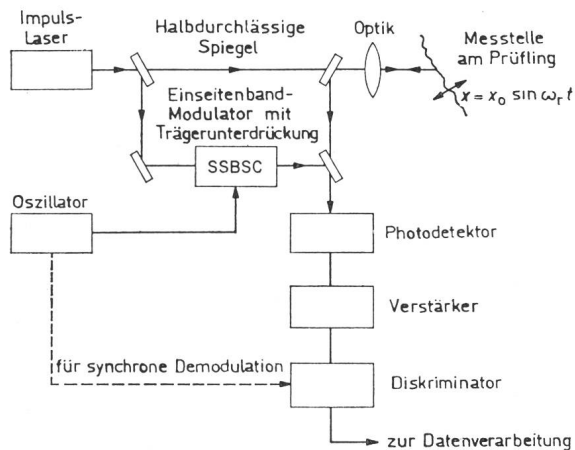 Impuls-
Laser
Halbdurchlässige
Spiegel
Optik
Messtelle
am Prüfling
x = x₀ sin ωᵣ t
Einseitenband-
Modulator mit
Trägerunterdrückung
SSBSC
Oszillator
Photodetektor
Verstärker
für synchrone Demodulation
Diskriminator
zur Datenverarbeitung